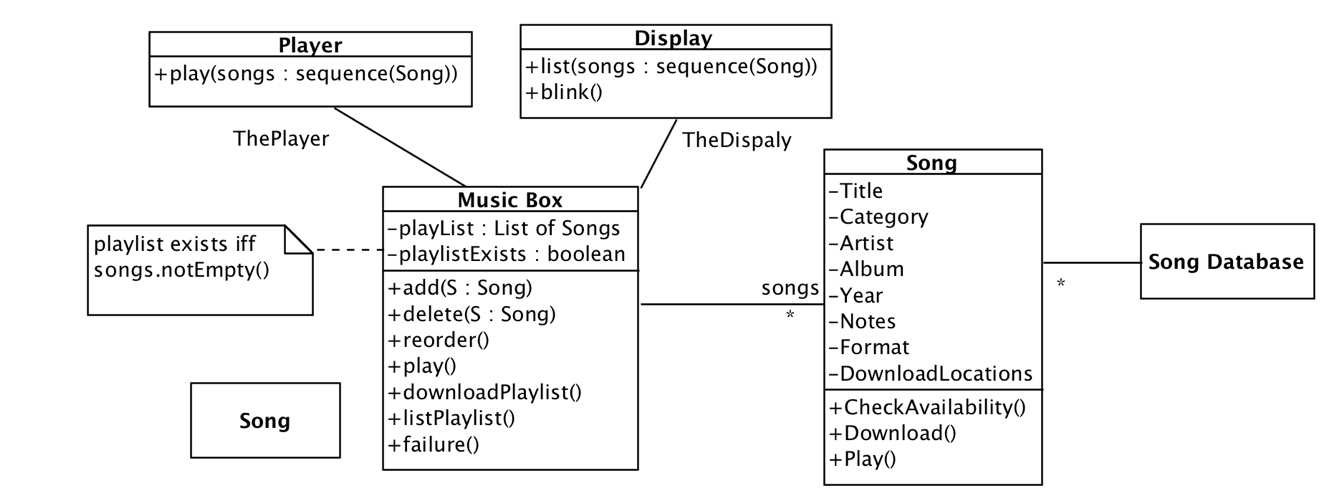 Player
+play(songs : sequence(Song))
Display
+list(songs : sequence(Song))
+blink()
ThePlayer
TheDispaly
Music Box
-playList : List of Songs
-playlistExists : boolean
+add(S : Song)
+delete(S : Song)
+reorder()
+play()
+downloadPlaylist()
+listPlaylist()
+failure()
playlist exists iff
songs.notEmpty()
Song
songs
*
Song
-Title
-Category
-Artist
-Album
-Year
-Notes
-Format
-DownloadLocations
+CheckAvailability()
+Download()
+Play()
*
Song Database